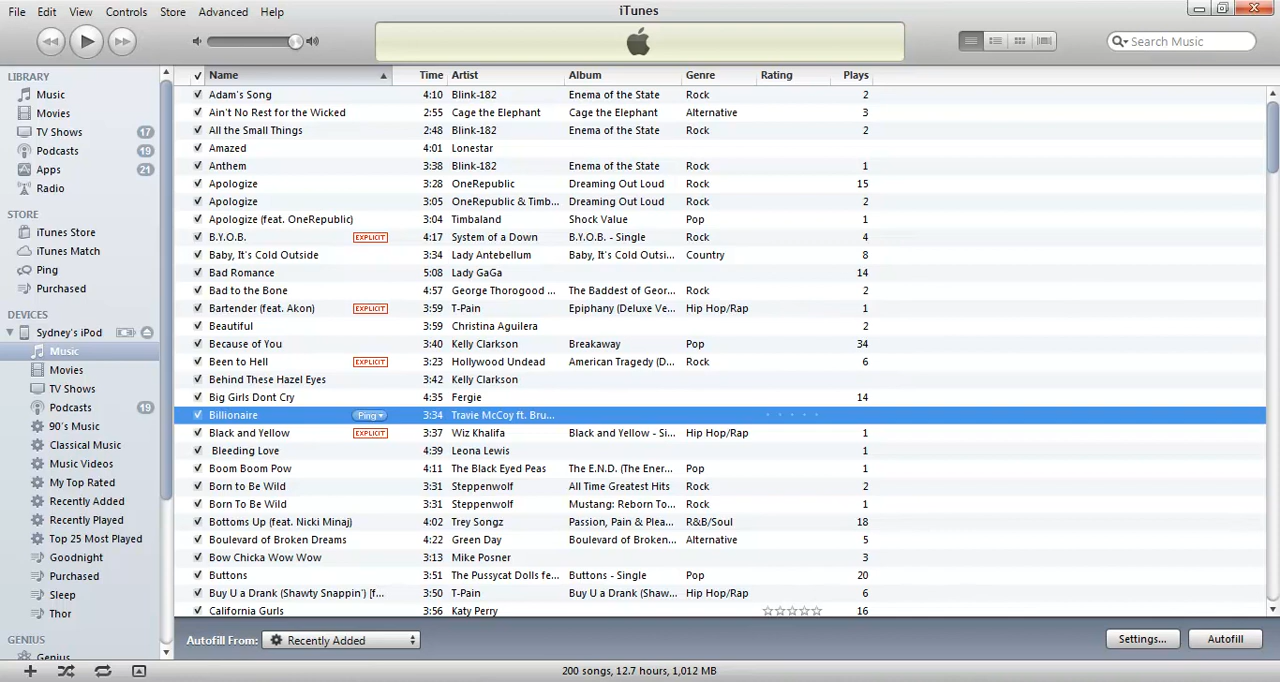 File Edit View Controls Store Advanced Help
iTunes
Search Music
LIBRARY
Music
Movies
TV Shows 17
Podcasts 19
Apps 21
Radio
STORE
iTunes Store
iTunes Match
Ping
Purchased
DEVICES
Sydney's iPod
Music
Movies
TV Shows
Podcasts 19
90's Music
Classical Music
Music Videos
My Top Rated
Recently Added
Recently Played
Top 25 Most Played
Goodnight
Purchased
Sleep
Thor
GENIUS
Genius
Name Time Artist Album Genre Rating Plays
Adam's Song 4:10 Blink-182 Enema of the State Rock 2
Ain't No Rest for the Wicked 2:55 Cage the Elephant Cage the Elephant Alternative 3
All the Small Things 2:48 Blink-182 Enema of the State Rock 2
Amazed 4:01 Lonestar
Anthem 3:38 Blink-182 Enema of the State Rock 1
Apologize 3:28 OneRepublic Dreaming Out Loud Rock 15
Apologize 3:05 OneRepublic & Timb... Dreaming Out Loud Rock 2
Apologize (feat. OneRepublic) 3:04 Timbaland Shock Value Pop 1
B.Y.O.B. EXPLICIT 4:17 System of a Down B.Y.O.B. - Single Rock 4
Baby, It's Cold Outside 3:34 Lady Antebellum Baby, It's Cold Outsi... Country 8
Bad Romance 5:08 Lady GaGa 14
Bad to the Bone 4:57 George Thorogood ... The Baddest of Geor... Rock 2
Bartender (feat. Akon) EXPLICIT 3:59 T-Pain Epiphany (Deluxe Ve... Hip Hop/Rap 1
Beautiful 3:59 Christina Aguilera 2
Because of You 3:40 Kelly Clarkson Breakaway Pop 34
Been to Hell EXPLICIT 3:23 Hollywood Undead American Tragedy (D... Rock 6
Behind These Hazel Eyes 3:42 Kelly Clarkson
Big Girls Dont Cry 4:35 Fergie 14
Billionaire Ping 3:34 Travie McCoy ft. Bru...
Black and Yellow EXPLICIT 3:37 Wiz Khalifa Black and Yellow - Si... Hip Hop/Rap 1
Bleeding Love 4:39 Leona Lewis 1
Boom Boom Pow 4:11 The Black Eyed Peas The E.N.D. (The Ener... Pop 1
Born to Be Wild 3:31 Steppenwolf All Time Greatest Hits Rock 2
Born To Be Wild 3:31 Steppenwolf Mustang: Reborn To... Rock 1
Bottoms Up (feat. Nicki Minaj) 4:02 Trey Songz Passion, Pain & Plea... R&B/Soul 18
Boulevard of Broken Dreams 4:22 Green Day Boulevard of Broken... Alternative 5
Bow Chicka Wow Wow 3:13 Mike Posner 3
Buttons 3:51 The Pussycat Dolls fe... Buttons - Single Pop 20
Buy U a Drank (Shawty Snappin') [f... 3:50 T-Pain Buy U a Drank (Shaw... Hip Hop/Rap 6
California Gurls 3:56 Katy Perry 16
Autofill From: Recently Added
Settings... Autofill
200 songs, 12.7 hours, 1,012 MB